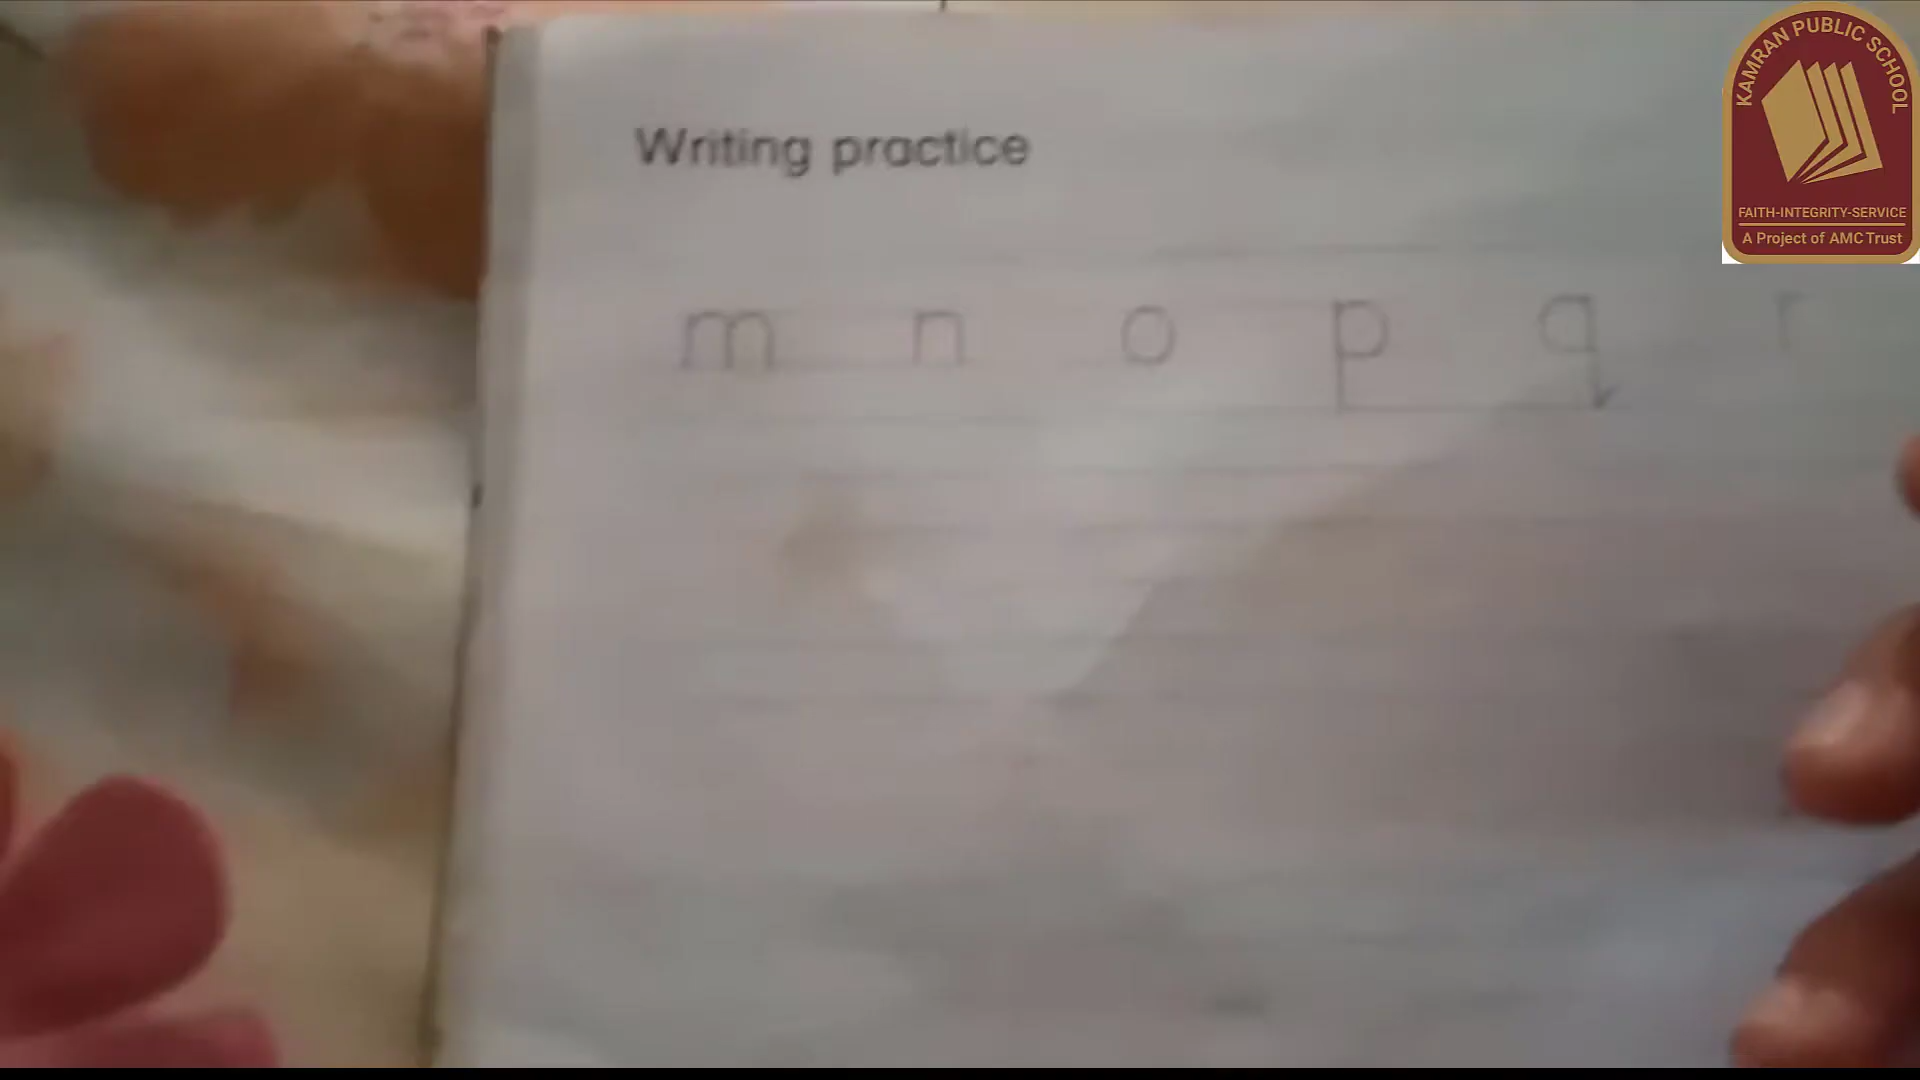 Writing practice
m n o p q r
KAMRAN PUBLIC SCHOOL
FAITH-INTEGRITY-SERVICE
A Project of AMC Trust